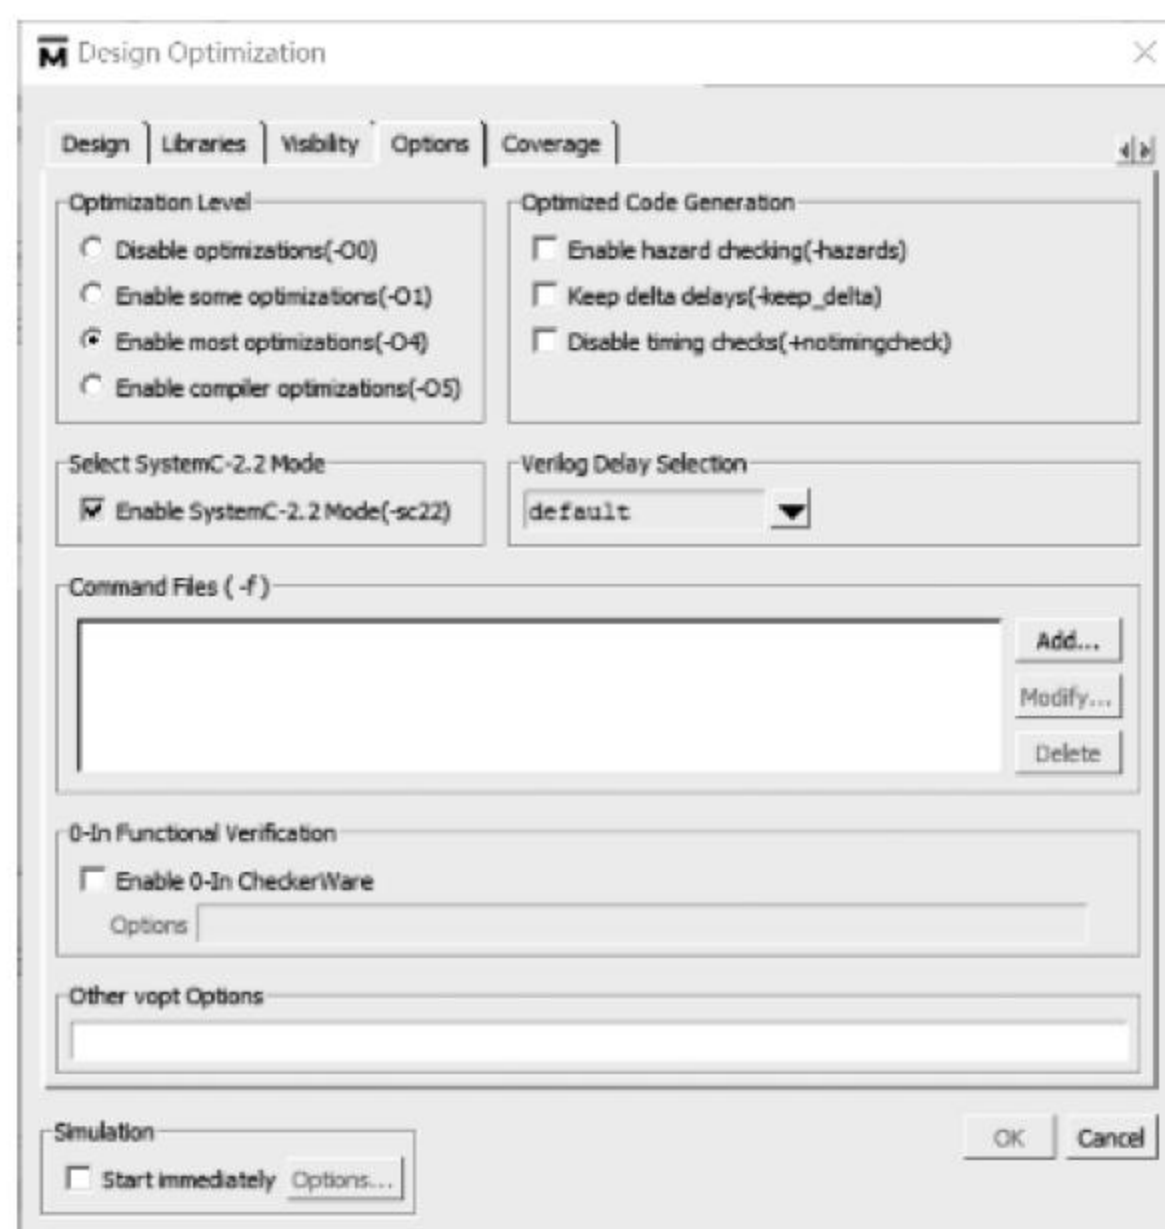 Design Optimization
Design Libraries Visibility Options Coverage
Optimization Level
Disable optimizations(-O0)
Enable some optimizations(-O1)
Enable most optimizations(-O4)
Enable compiler optimizations(-O5)
Optimized Code Generation
Enable hazard checking(-hazards)
Keep delta delays(-keep_delta)
Disable timing checks(+notimingcheck)
Select SystemC-2.2 Mode
Enable SystemC-2.2 Mode(-sc22)
Verilog Delay Selection
default
Command Files ( -f )
Add...
Modify...
Delete
0-In Functional Verification
Enable 0-In CheckerWare
Options
Other vopt Options
Simulation
Start immediately Options...
OK Cancel